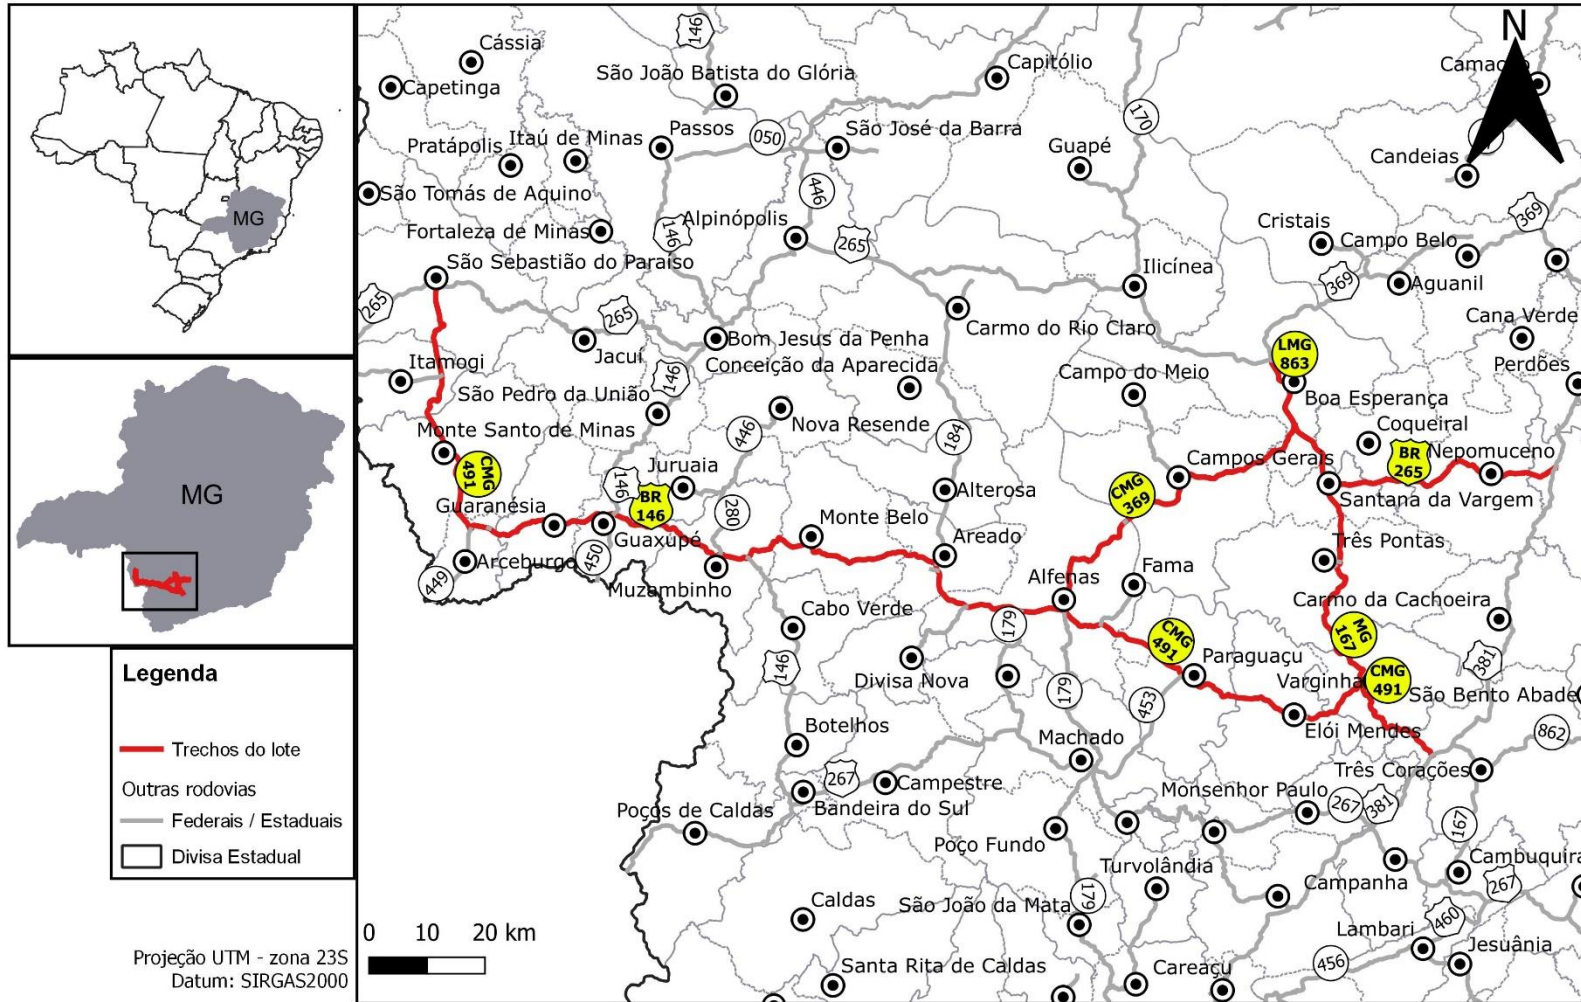 MG
MG
Legenda
Trechos do lote
Outras rodovias
Federais / Estaduais
Divisa Estadual
Projeção UTM - zona 23S
Datum: SIRGAS2000
N
146
Cássia
São João Batista do Glória
Capitólio
Camacho
Capetinga
170
Passos
050
São José da Barra
Itaú de Minas
Pratápolis
Guapé
Candeias
São Tomás de Aquino
446
369
Alpinópolis
Fortaleza de Minas
146
265
Cristais
Campo Belo
São Sebastião do Paraíso
Ilicínea
369
Aguanil
265
265
Carmo do Rio Claro
Cana Verde
Jacuí
Bom Jesus da Penha
LMG
863
Perdões
Itamogi
Conceição da Aparecida
146
Campo do Meio
São Pedro da União
Boa Esperança
Monte Santo de Minas
446
Nova Resende
184
Coqueiral
Nepomuceno
CMG
491
Juruaia
146
Campos Gerais
BR
265
BR
146
Alterosa
CMG
369
Santana da Vargem
Guaranésia
280
Monte Belo
Guaxupé
Areado
Três Pontas
Arceburgo
450
449
Muzambinho
Alfenas
Fama
Cabo Verde
179
Carmo da Cachoeira
CMG
491
MG
167
146
Divisa Nova
Paraguaçu
381
179
453
Varginha
CMG
491
São Bento Abade
Botelhos
Elói Mendes
862
Machado
267
Campestre
Três Corações
Bandeira do Sul
Monsenhor Paulo
267
381
Poços de Caldas
167
Poço Fundo
Turvolândia
Cambuquira
179
Campanha
267
Caldas
São João da Mata
460
Lambari
0 10 20 km
Santa Rita de Caldas
Careaçu
456
Jesuânia